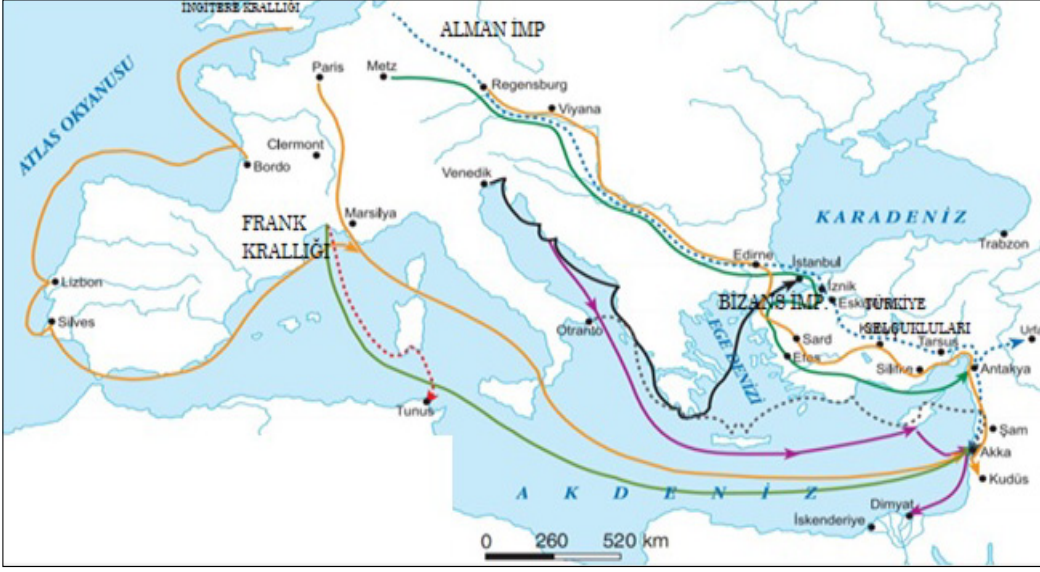 İNGİTERE KRALLIĞI
ALMAN İMP
ATLAS OKYANUSU
Paris
Metz
Regensburg
Viyana
Clermont
Bordo
Venedik
FRANK
KRALLIĞI
Marsilya
KARADENİZ
Trabzon
Edirne
İstanbul
İznik
BİZANS İMP.
TÜRKİYE
SELÇUKLULARI
Lizbon
Silves
Otranto
EGE DENİZİ
Sard
Efes
Tarsus
Silifke
Antakya
Urfa
Tunus
Şam
Akka
Kudüs
AKDENİZ
Dimyat
İskenderiye
0 260 520 km